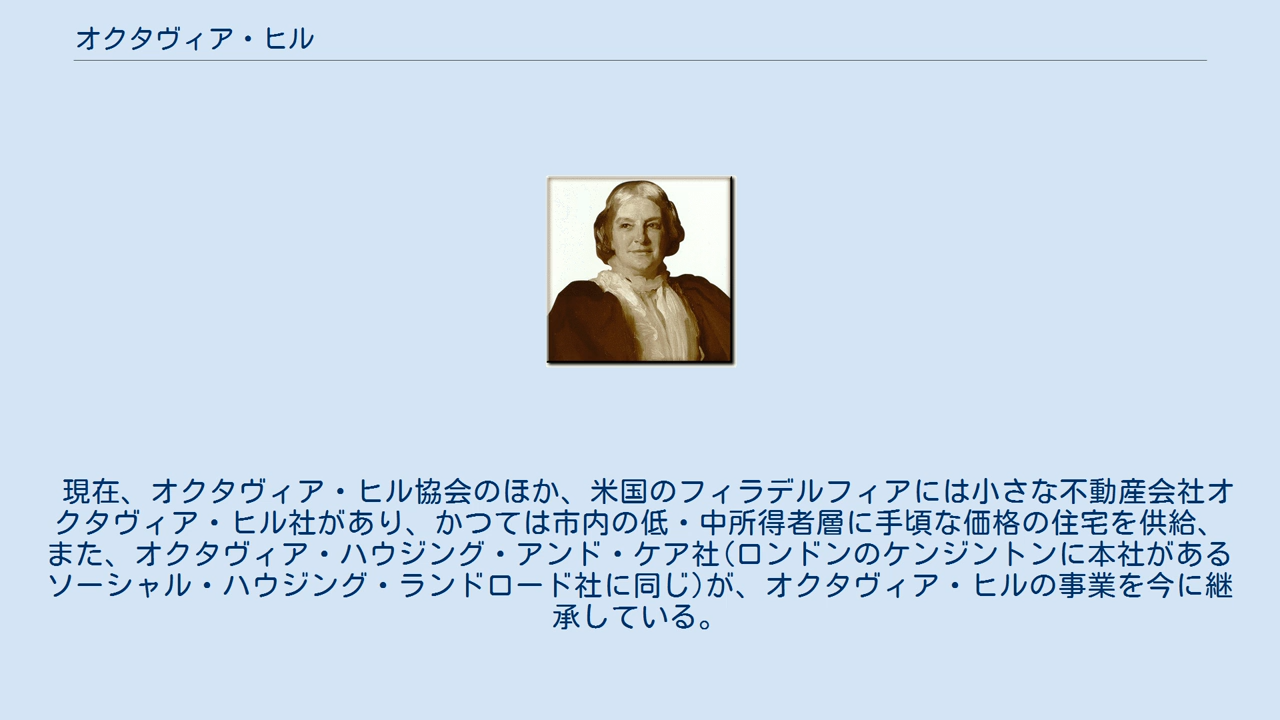 オクタヴィア・ヒル
現在、オクタヴィア・ヒル協会のほか、米国のフィラデルフィアには小さな不動産会社オ
クタヴィア・ヒル社があり、かつては市内の低・中所得者層に手頃な価格の住宅を供給、
また、オクタヴィア・ハウジング・アンド・ケア社(ロンドンのケンジントンに本社がある
ソーシャル・ハウジング・ランドロード社に同じ)が、オクタヴィア・ヒルの事業を今に継
承している。